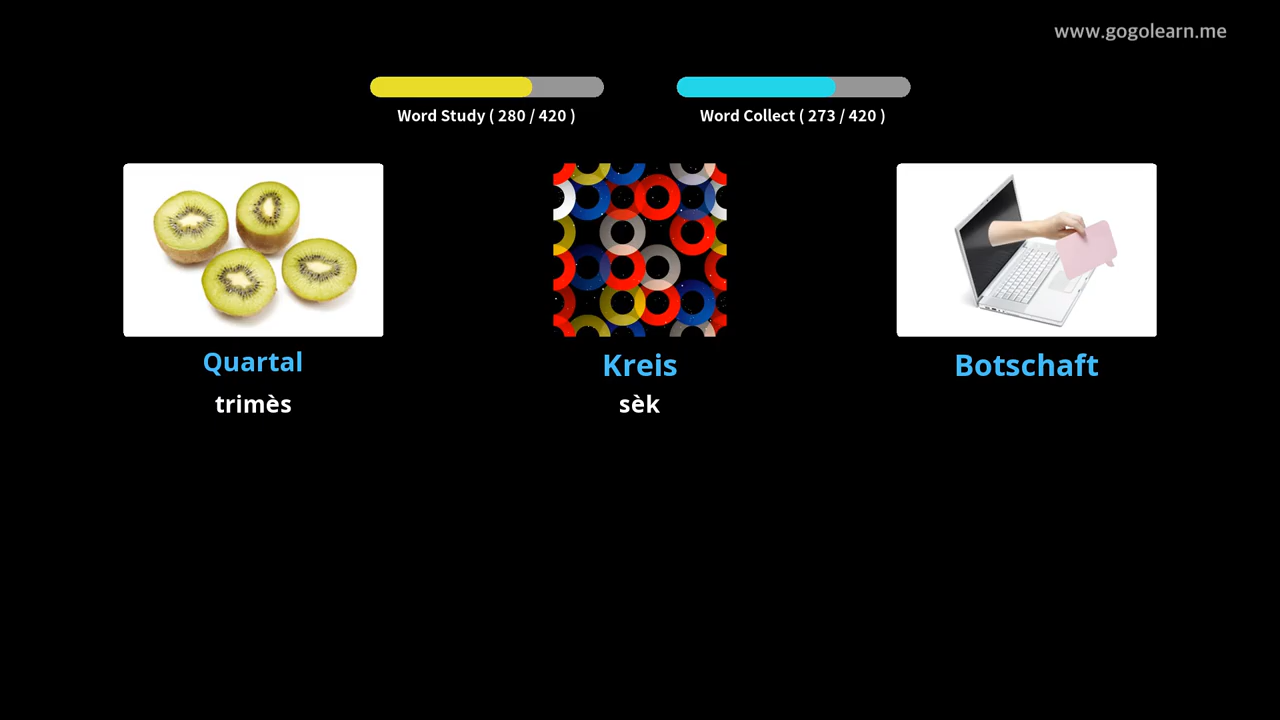 www.gogolearn.me
Word Study ( 280 / 420 )
Word Collect ( 273 / 420 )
Quartal
Kreis
Botschaft
trimès
sèk